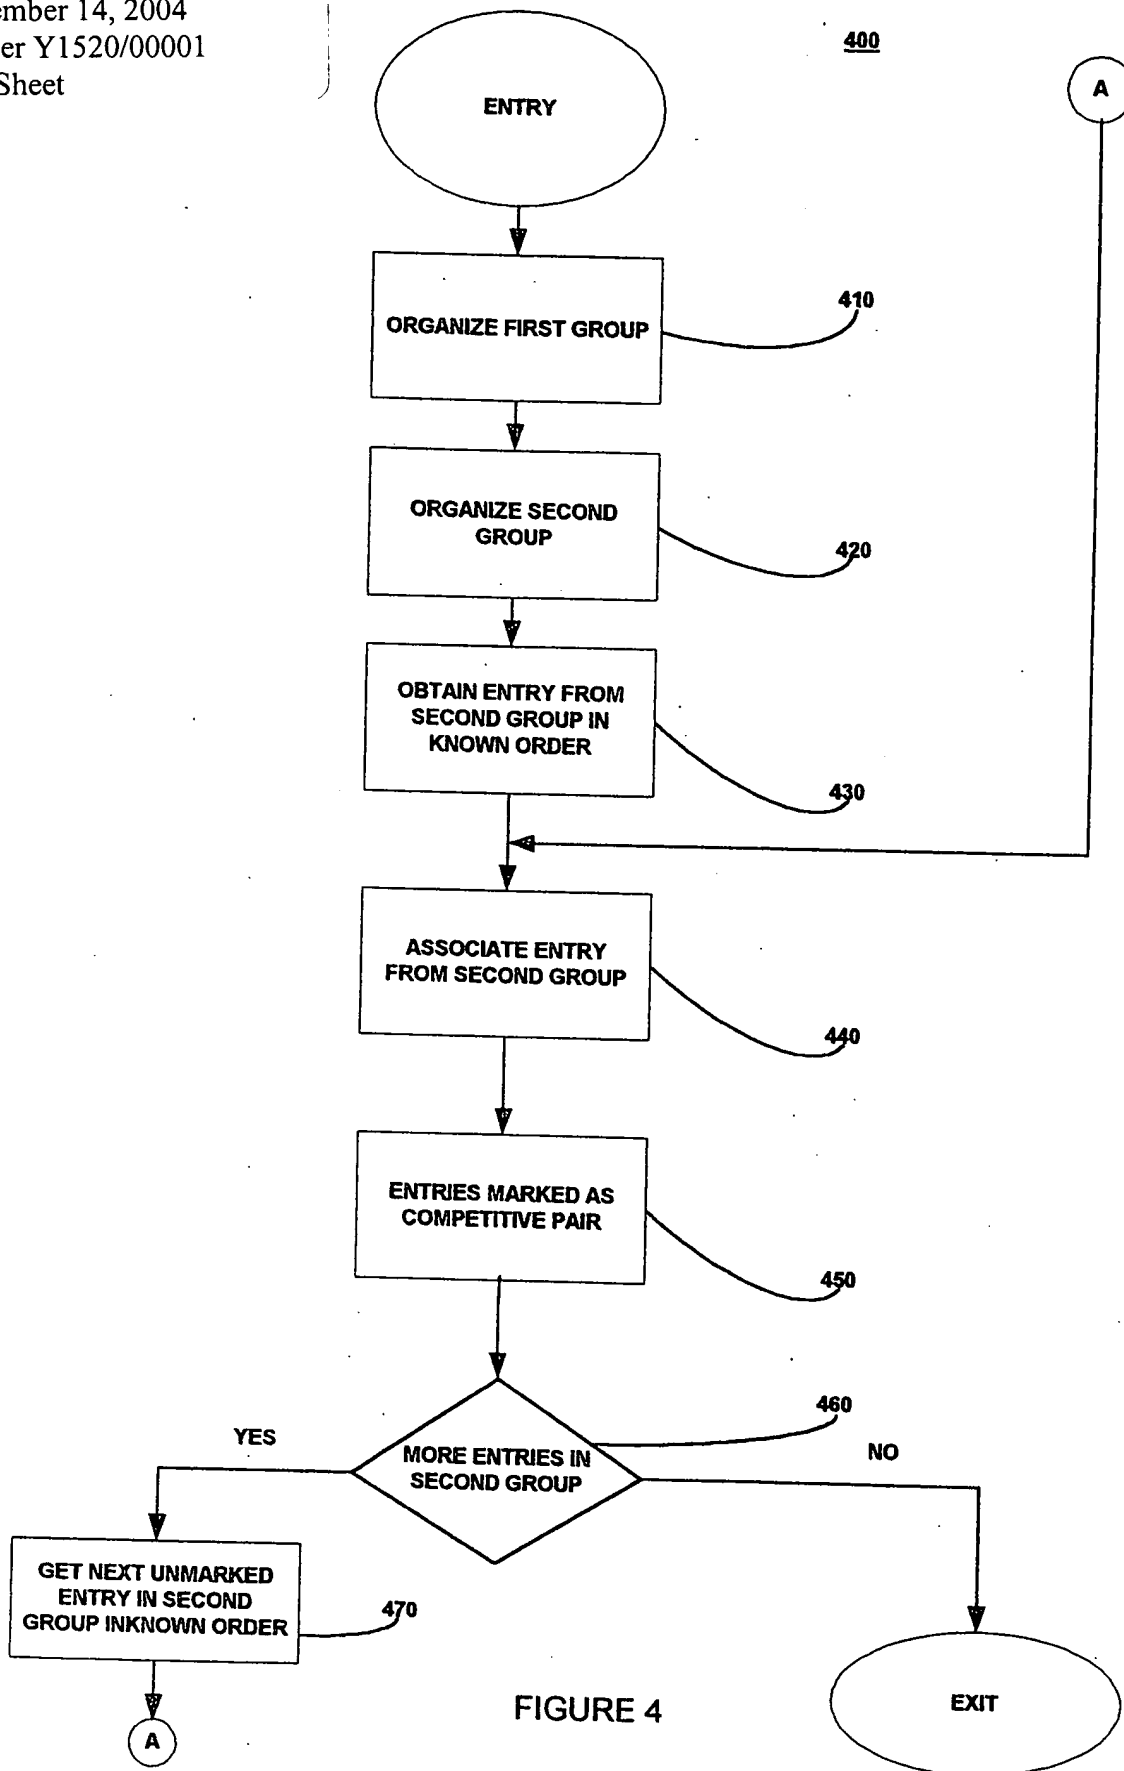 ember 14, 2004
er Y1520/00001
Sheet
400
A
ENTRY
410
ORGANIZE FIRST GROUP
ORGANIZE SECOND
GROUP
420
OBTAIN ENTRY FROM
SECOND GROUP IN
KNOWN ORDER
430
ASSOCIATE ENTRY
FROM SECOND GROUP
440
ENTRIES MARKED AS
COMPETITIVE PAIR
450
460
YES
MORE ENTRIES IN
SECOND GROUP
NO
GET NEXT UNMARKED
ENTRY IN SECOND
GROUP INKNOWN ORDER
470
A
FIGURE 4
EXIT